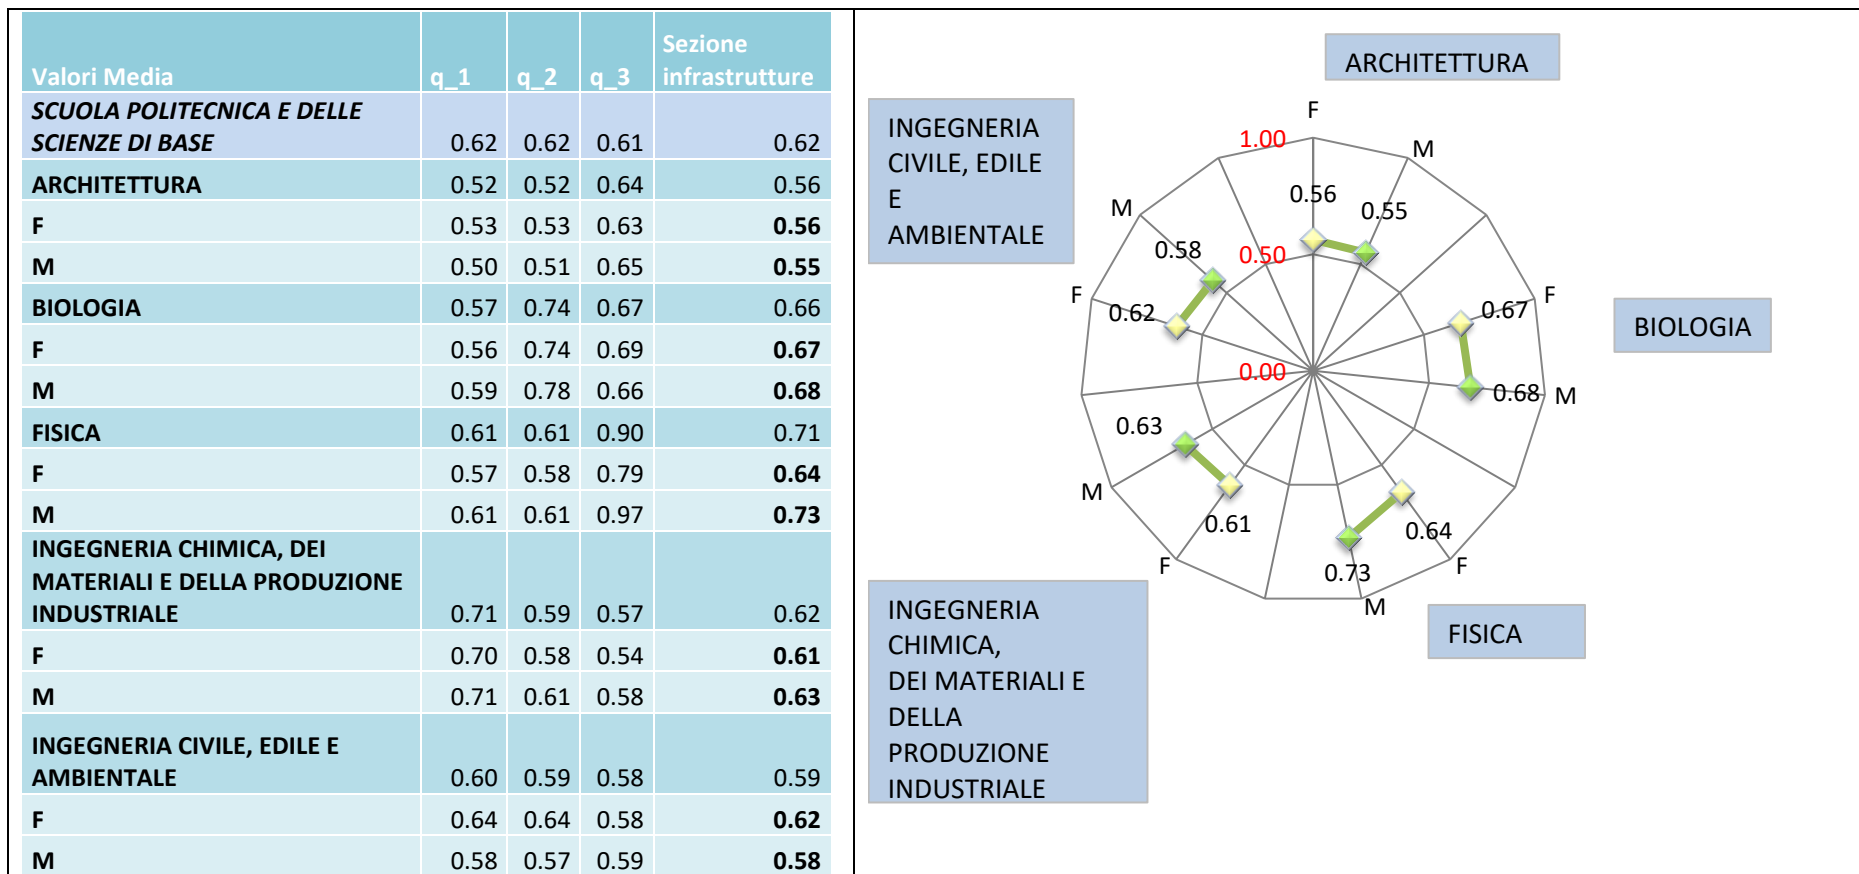 Valori Media q_1 q_2 q_3 Sezione infrastrutture
SCUOLA POLITECNICA E DELLE
SCIENZE DI BASE 0.62 0.62 0.61 0.62
ARCHITETTURA 0.52 0.52 0.64 0.56
F 0.53 0.53 0.63 0.56
M 0.50 0.51 0.65 0.55
BIOLOGIA 0.57 0.74 0.67 0.66
F 0.56 0.74 0.69 0.67
M 0.59 0.78 0.66 0.68
FISICA 0.61 0.61 0.90 0.71
F 0.57 0.58 0.79 0.64
M 0.61 0.61 0.97 0.73
INGEGNERIA CHIMICA, DEI
MATERIALI E DELLA PRODUZIONE
INDUSTRIALE 0.71 0.59 0.57 0.62
F 0.70 0.58 0.54 0.61
M 0.71 0.61 0.58 0.63
INGEGNERIA CIVILE, EDILE E
AMBIENTALE 0.60 0.59 0.58 0.59
F 0.64 0.64 0.58 0.62
M 0.58 0.57 0.59 0.58
ARCHITETTURA
INGEGNERIA
CIVILE, EDILE
E
AMBIENTALE
F
1.00
M
0.56
0.55
M
0.58
0.50
F
0.62
F
0.67
BIOLOGIA
0.00
0.68
M
0.63
M
0.61
F
0.64
F
0.73
M
FISICA
INGEGNERIA
CHIMICA,
DEI MATERIALI E
DELLA
PRODUZIONE
INDUSTRIALE